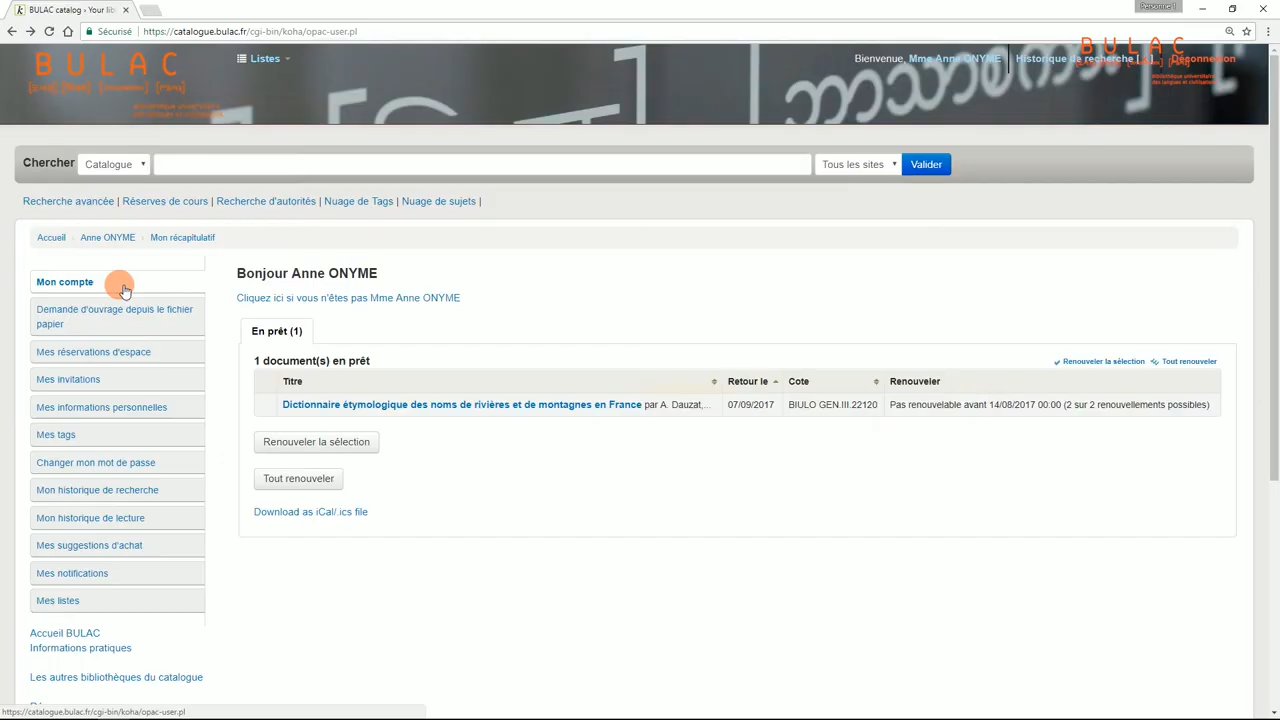 BULAC catalog › Your lib
Personne 1
Sécurisé
https://catalogue.bulac.fr/cgi-bin/koha/opac-user.pl
BULAC
Listes
Bienvenue, Mme Anne ONYME
Historique de recherche
Déconnexion
BULAC
Bibliothèque universitaire
des langues et civilisations
Chercher
Catalogue
Tous les sites
Valider
Recherche avancée | Réserves de cours | Recherche d'autorités | Nuage de Tags | Nuage de sujets |
Accueil › Anne ONYME › Mon récapitulatif
Mon compte
Demande d'ouvrage depuis le fichier
papier
Mes réservations d'espace
Mes invitations
Mes informations personnelles
Mes tags
Changer mon mot de passe
Mon historique de recherche
Mon historique de lecture
Mes suggestions d'achat
Mes notifications
Mes listes
Accueil BULAC
Informations pratiques
Les autres bibliothèques du catalogue
Bonjour Anne ONYME
Cliquez ici si vous n'êtes pas Mme Anne ONYME
En prêt (1)
1 document(s) en prêt
Renouveler la sélection
Tout renouveler
Titre
Retour le
Cote
Renouveler
Dictionnaire étymologique des noms de rivières et de montagnes en France par A. Dauzat,...
07/09/2017
BIULO GEN.III.22120
Pas renouvelable avant 14/08/2017 00:00 (2 sur 2 renouvellements possibles)
Renouveler la sélection
Tout renouveler
Download as iCal/.ics file
https://catalogue.bulac.fr/cgi-bin/koha/opac-user.pl